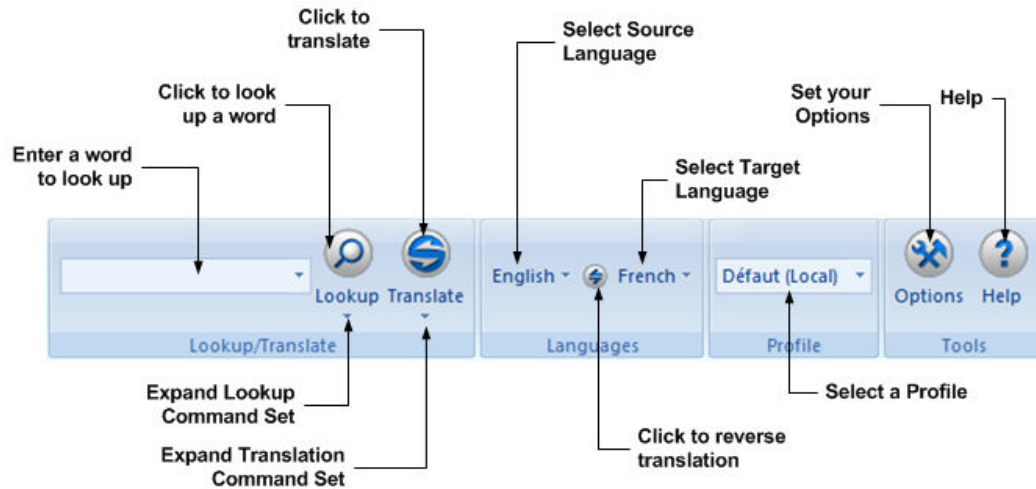 Click to
translate
Select Source
Language
Click to look
up a word
Set your
Options
Help
Enter a word
to look up
Select Target
Language
English
French
Défaut (Local)
Lookup
Translate
Options
Help
Lookup/Translate
Languages
Profile
Tools
Expand Lookup
Command Set
Select a Profile
Click to reverse
translation
Expand Translation
Command Set